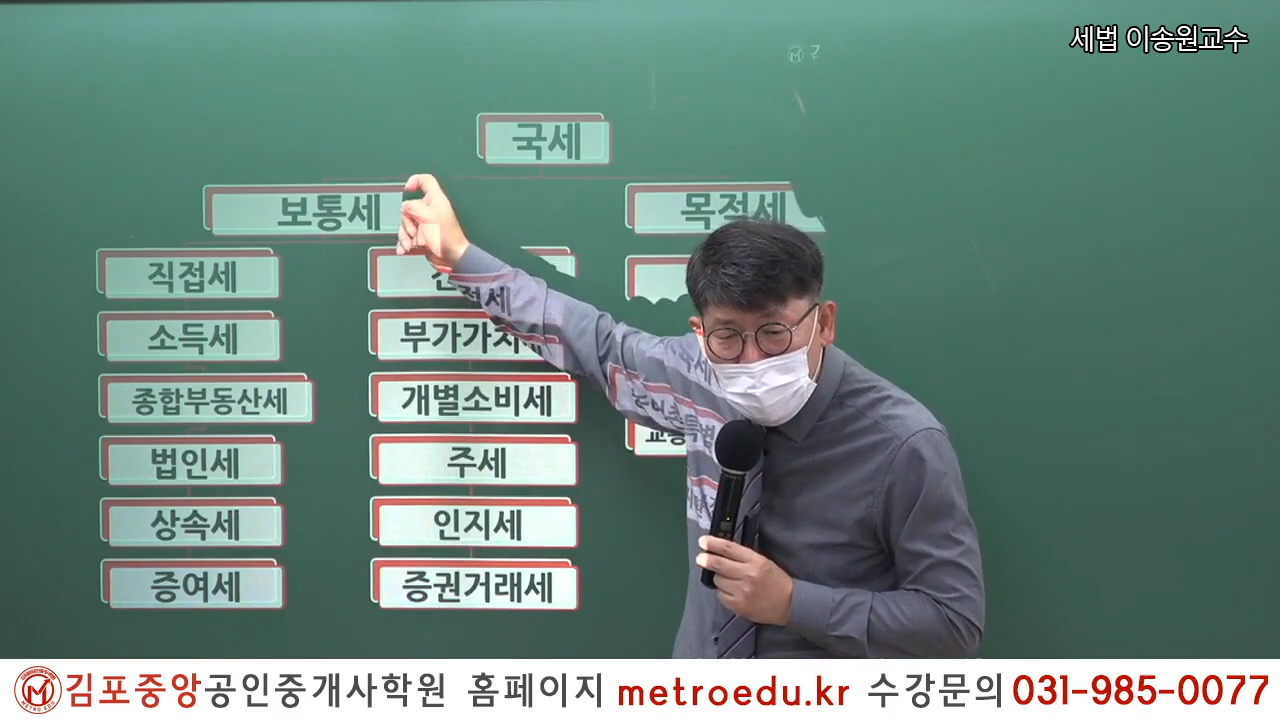 세법 이송원교수
국세
보통세
목적세
직접세
소득세
부가가치세
종합부동산세
개별소비세
법인세
주세
상속세
인지세
증여세
증권거래세
METRO EDU
김포중앙공인중개사학원 홈페이지 metroedu.kr 수강문의 031-985-0077